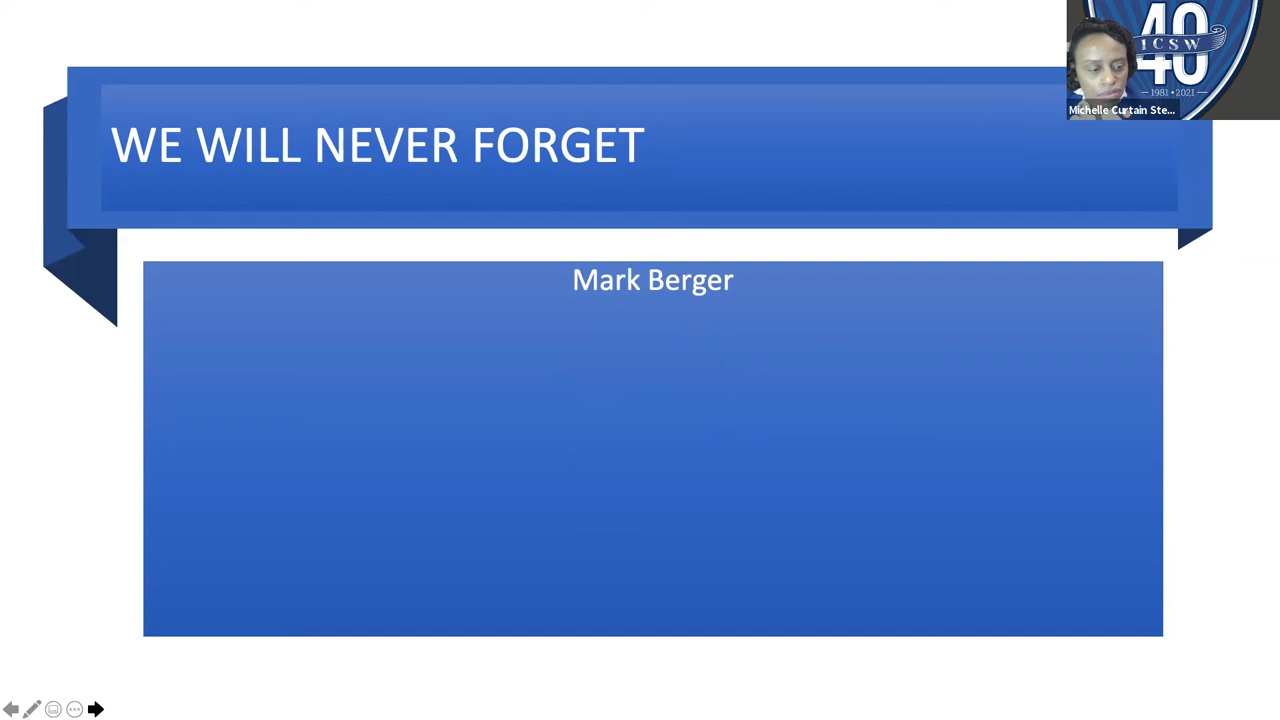 40
ICSW
1981 • 2021
Michelle Curtain Ste...
WE WILL NEVER FORGET
Mark Berger